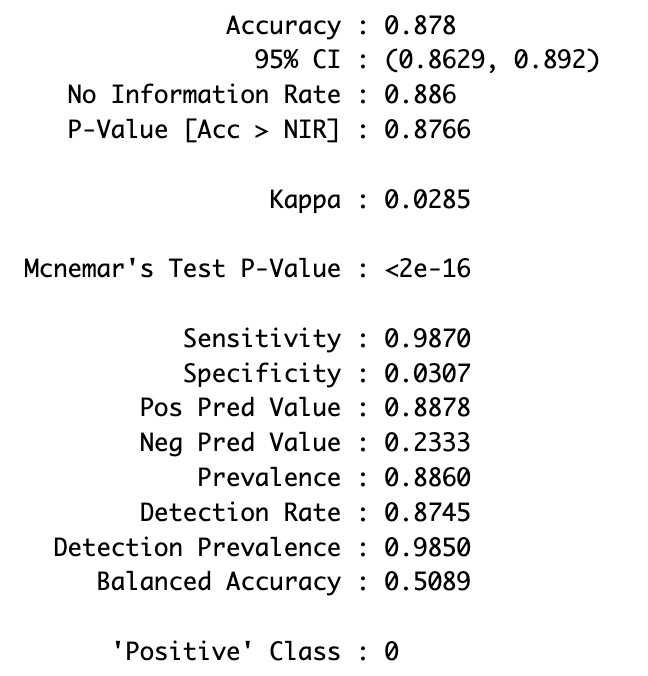 Accuracy : 0.878
95% CI : (0.8629, 0.892)
No Information Rate : 0.886
P-Value [Acc > NIR] : 0.8766
Kappa : 0.0285
Mcnemar's Test P-Value : <2e-16
Sensitivity : 0.9870
Specificity : 0.0307
Pos Pred Value : 0.8878
Neg Pred Value : 0.2333
Prevalence : 0.8860
Detection Rate : 0.8745
Detection Prevalence : 0.9850
Balanced Accuracy : 0.5089
'Positive' Class : 0